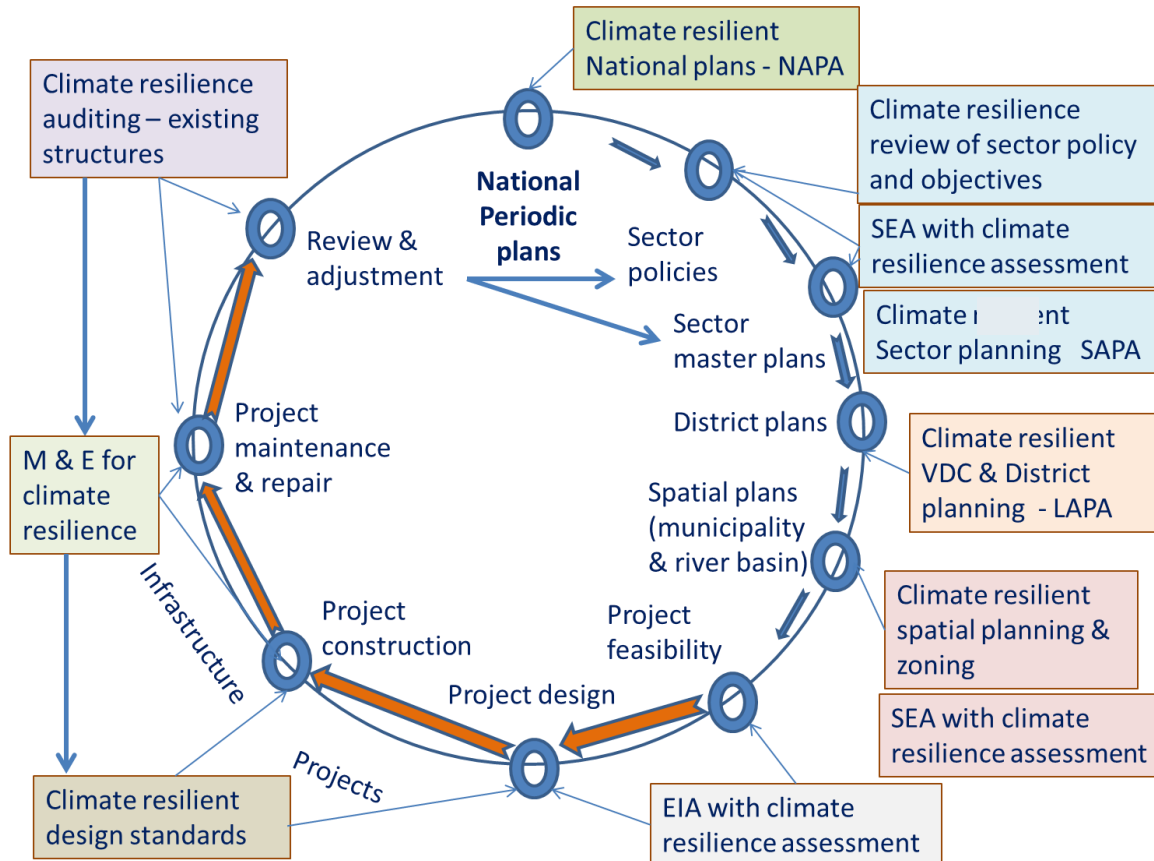 Climate resilient
National plans - NAPA
Climate resilience
auditing – existing
structures
Climate resilience
review of sector policy
and objectives
National
Periodic
plans
Review &
adjustment
Sector
policies
SEA with climate
resilience assessment
Sector
master plans
Climate
Sector planning SAPA
District plans
Project
maintenance
& repair
M & E for
climate
resilience
Climate resilient
VDC & District
planning - LAPA
Spatial plans
(municipality
& river basin)
Infrastructure
Project
construction
Project
feasibility
Climate resilient
spatial planning &
zoning
Project design
SEA with climate
resilience assessment
Projects
Climate resilient
design standards
EIA with climate
resilience assessment